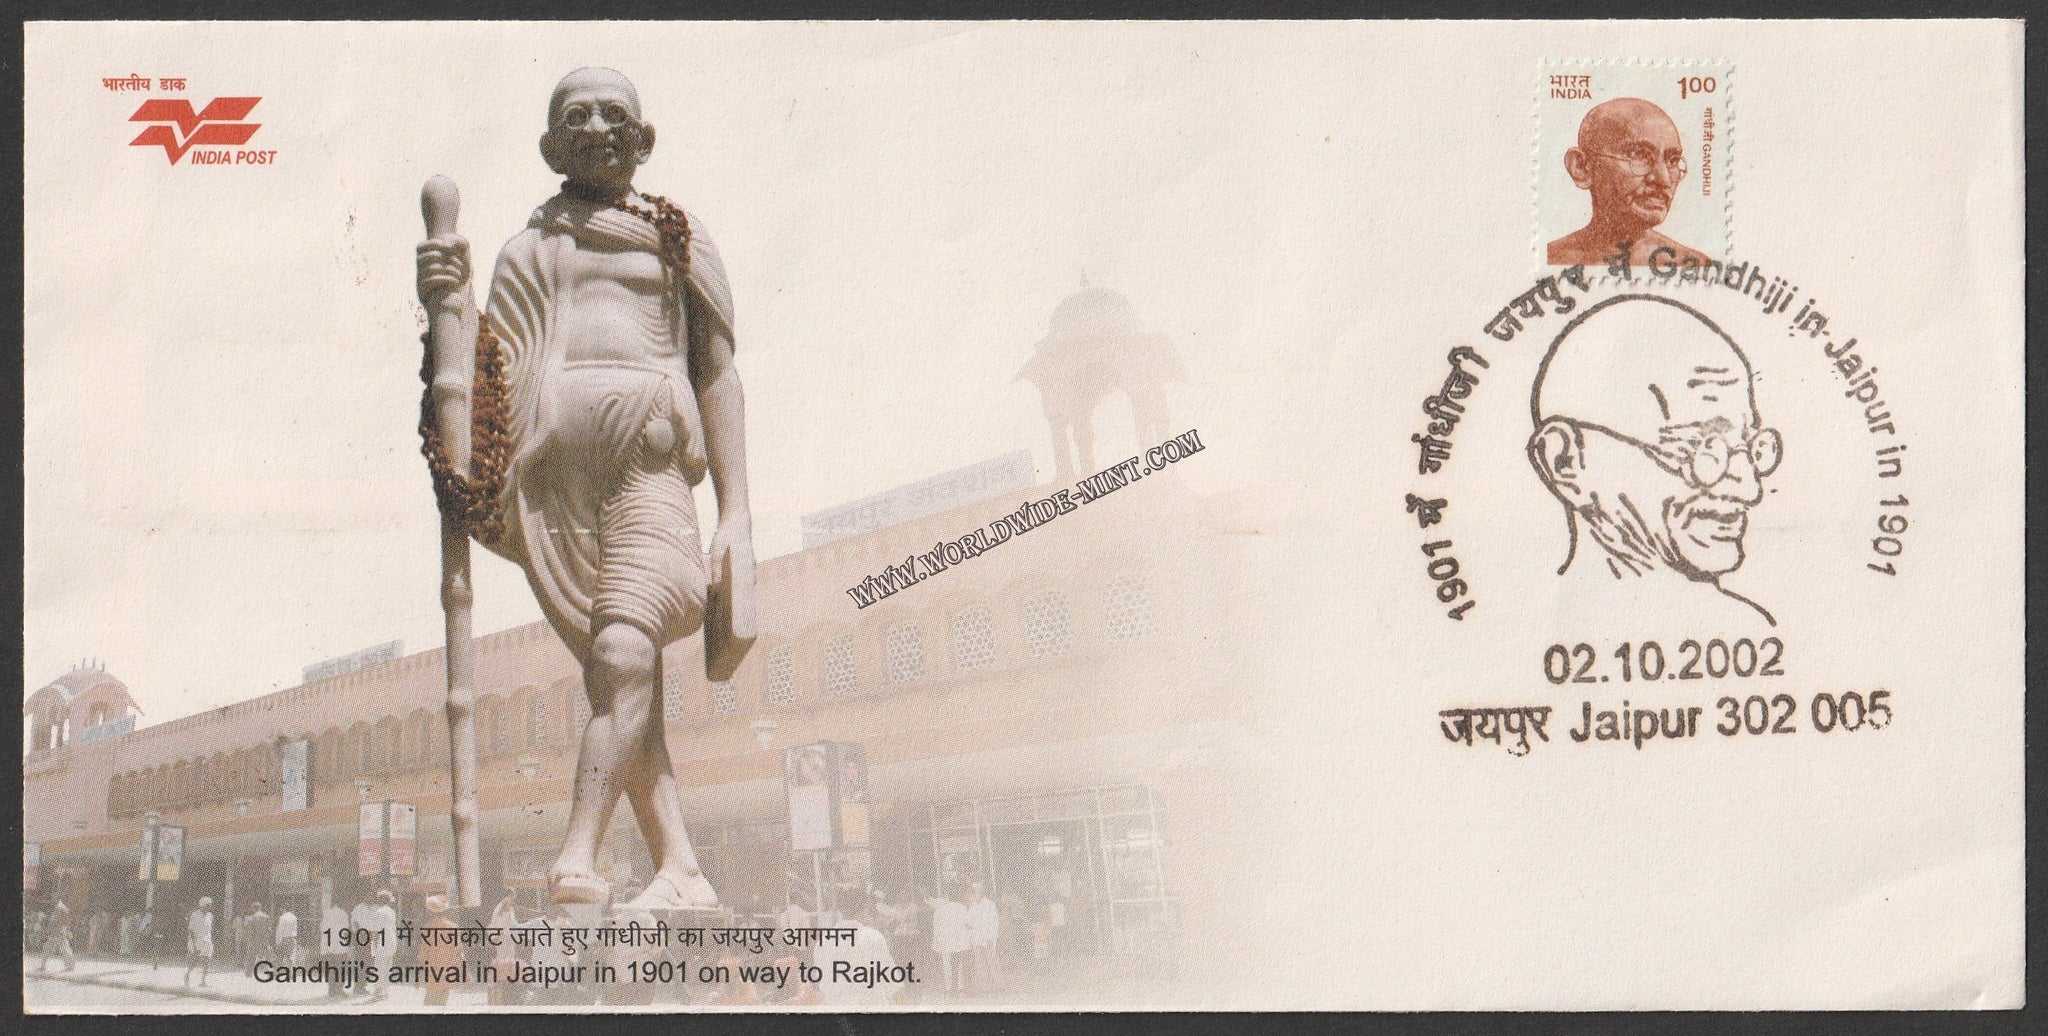 भारतीय डाक
INDIA POST
भारत
INDIA
1.00
गांधी जी GANDHIJI
1901 में गांधीजी जयपुर में Gandhiji in Jaipur in 1901
02.10.2002
जयपुर Jaipur 302 005
WWW.WORLDWIDE-MINT.COM
1901 में राजकोट जाते हुए गांधीजी का जयपुर आगमन
Gandhiji's arrival in Jaipur in 1901 on way to Rajkot.